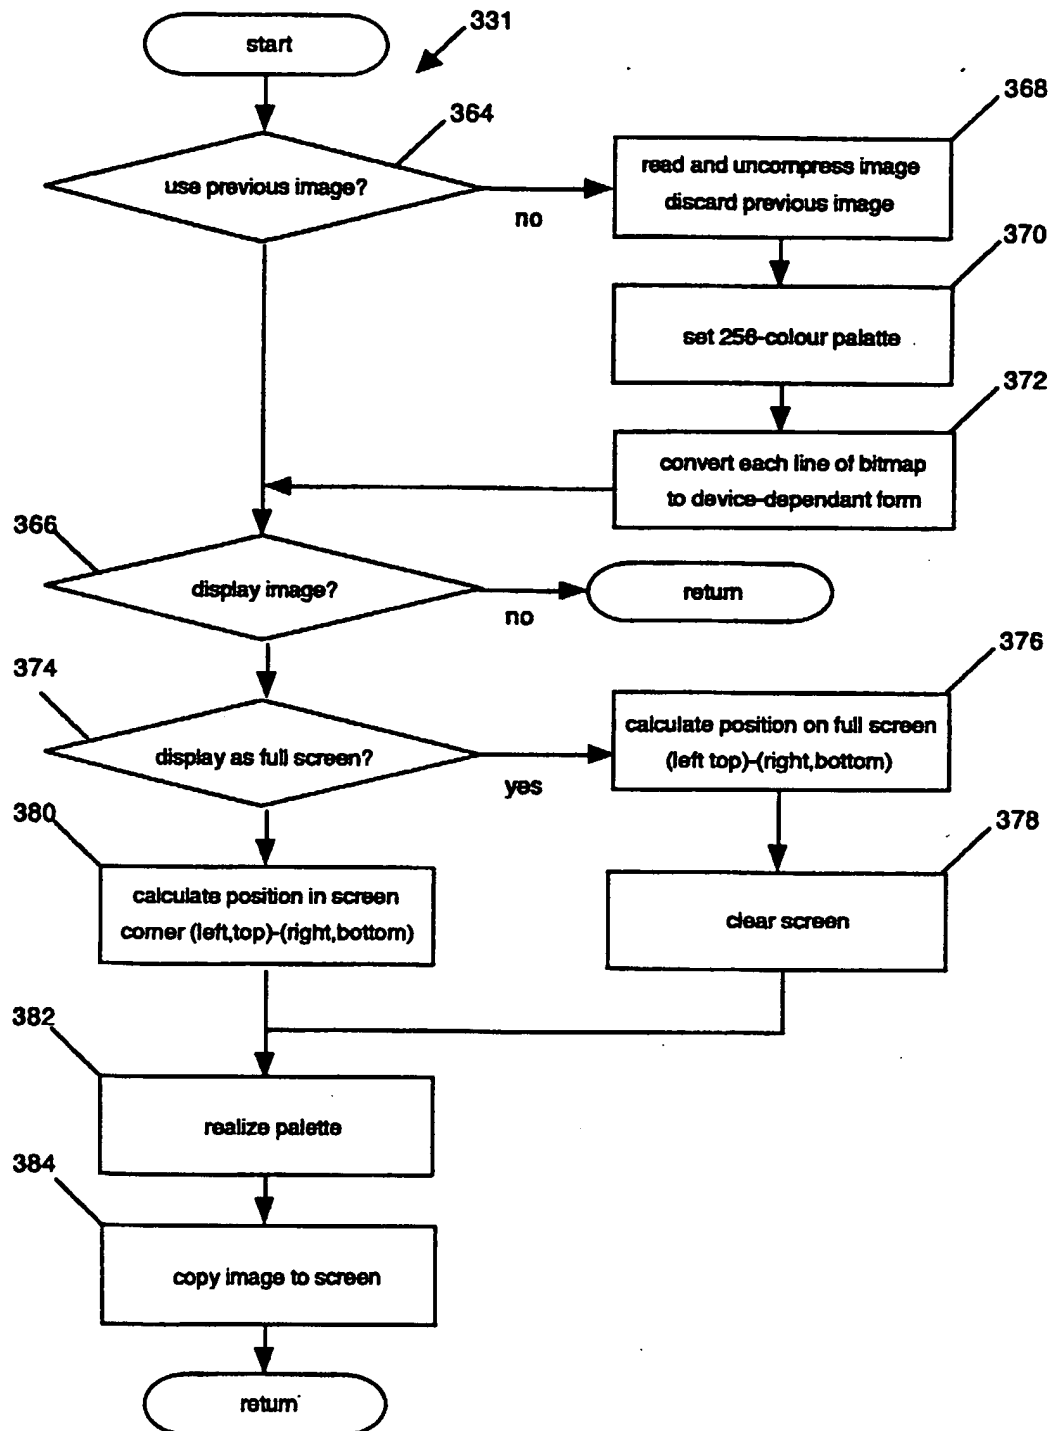 start
331
364
use previous image?
no
368
read and uncompress image
discard previous image
370
set 256-colour palatte
372
convert each line of bitmap
to device-dependant form
366
display image?
no
return
374
display as full screen?
yes
376
calculate position on full screen
(left top)-(right,bottom)
378
clear screen
380
calculate position in screen
corner (left,top)-(right,bottom)
382
realize palette
384
copy image to screen
return